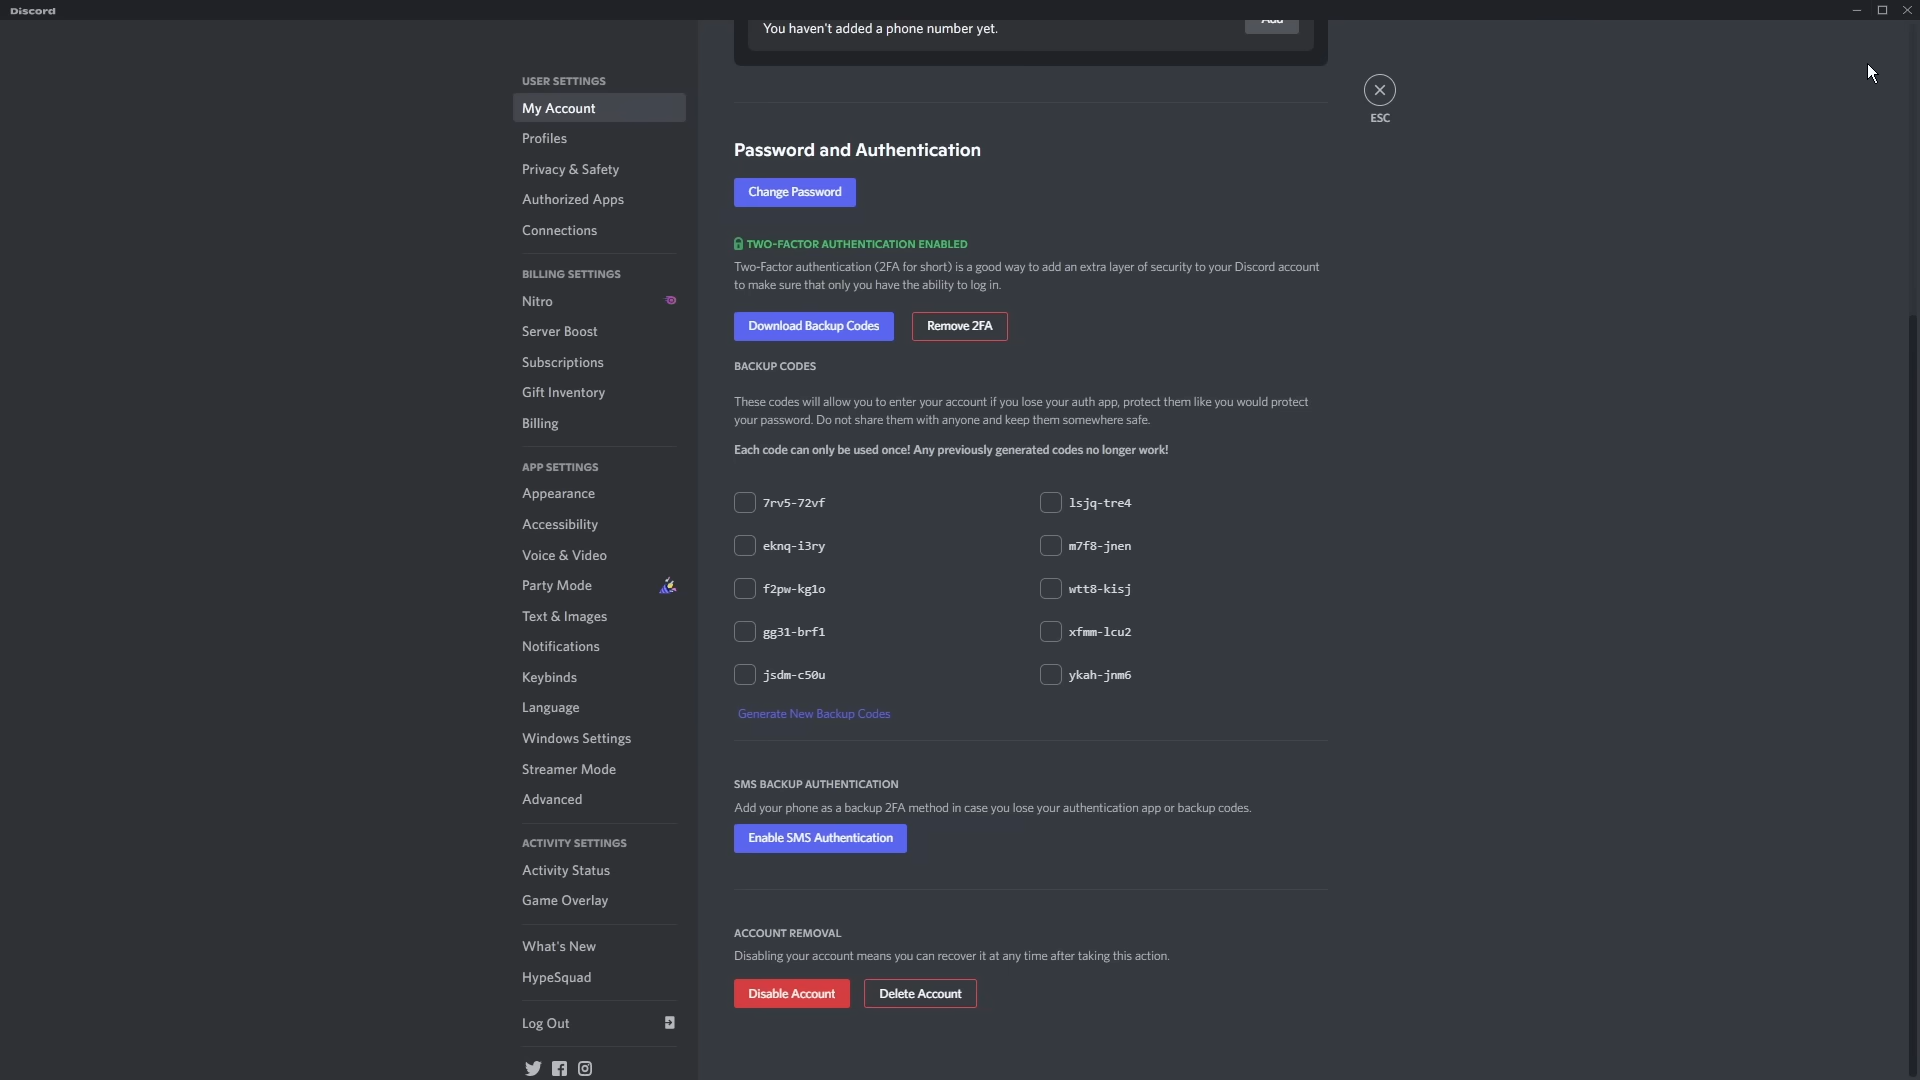 Discord
USER SETTINGS
My Account
Profiles
Privacy & Safety
Authorized Apps
Connections
BILLING SETTINGS
Nitro
Server Boost
Subscriptions
Gift Inventory
Billing
APP SETTINGS
Appearance
Accessibility
Voice & Video
Party Mode
Text & Images
Notifications
Keybinds
Language
Windows Settings
Streamer Mode
Advanced
ACTIVITY SETTINGS
Activity Status
Game Overlay
What's New
HypeSquad
Log Out
You haven't added a phone number yet.
Add
ESC
Password and Authentication
Change Password
TWO-FACTOR AUTHENTICATION ENABLED
Two-Factor authentication (2FA for short) is a good way to add an extra layer of security to your Discord account
to make sure that only you have the ability to log in.
Download Backup Codes
Remove 2FA
BACKUP CODES
These codes will allow you to enter your account if you lose your auth app, protect them like you would protect
your password. Do not share them with anyone and keep them somewhere safe.
Each code can only be used once! Any previously generated codes no longer work!
7rv5-72vf
lsjq-tre4
eknq-i3ry
m7f8-jnen
f2pw-kg1o
wtt8-kisj
gg31-brf1
xfmm-lcu2
jsdm-c50u
ykah-jnm6
Generate New Backup Codes
SMS BACKUP AUTHENTICATION
Add your phone as a backup 2FA method in case you lose your authentication app or backup codes.
Enable SMS Authentication
ACCOUNT REMOVAL
Disabling your account means you can recover it at any time after taking this action.
Disable Account
Delete Account